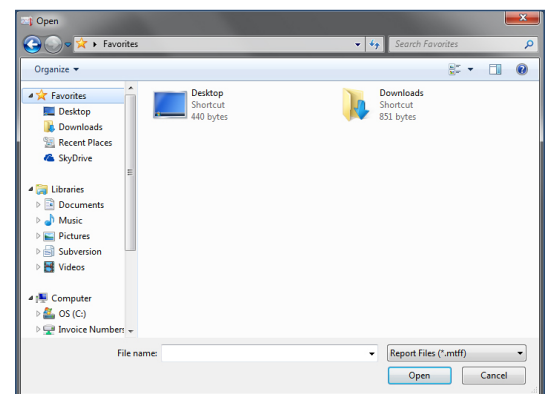 Open
Favorites
Search Favorites
Organize
Favorites
Desktop
Downloads
Recent Places
SkyDrive
Libraries
Documents
Music
Pictures
Subversion
Videos
Computer
OS (C:)
Invoice Numbers
Desktop
Shortcut
440 bytes
Downloads
Shortcut
851 bytes
File name:
Report Files (*.mtff)
Open
Cancel